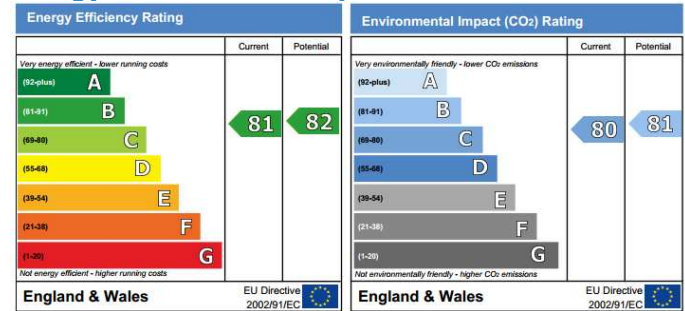 Energy Efficiency Rating
Current Potential
Very energy efficient - lower running costs
(92-plus) A
(81-91) B
(69-80) C
(55-68) D
(39-54) E
(21-38) F
(1-20) G
81 82
Not energy efficient - higher running costs
England & Wales
EU Directive
2002/91/EC
Environmental Impact (CO2) Rating
Current Potential
Very environmentally friendly - lower CO2 emissions
(92-plus) A
(81-91) B
(69-80) C
(55-68) D
(39-54) E
(21-38) F
(1-20) G
80 81
Not environmentally friendly - higher CO2 emissions
England & Wales
EU Directive
2002/91/EC